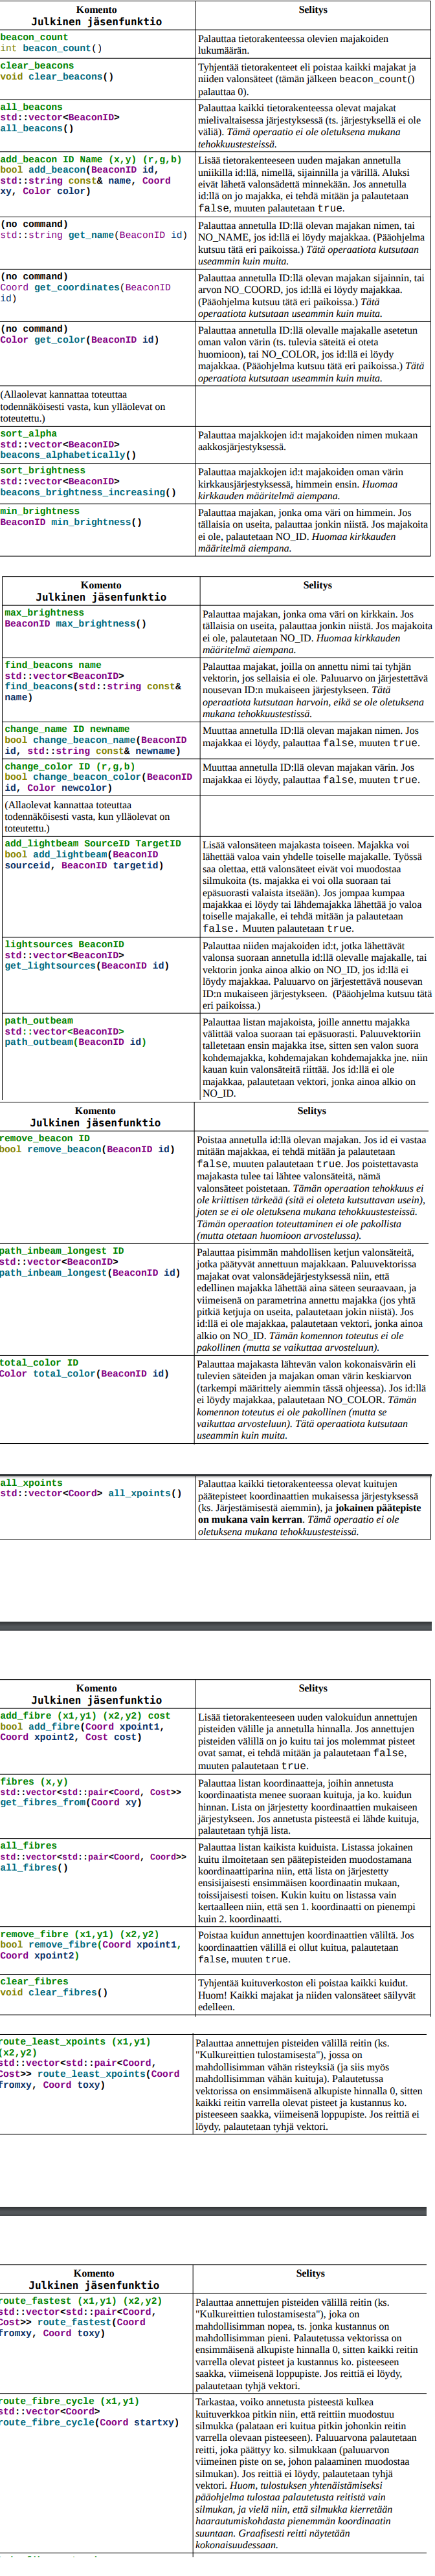 Komento
Julkinen jäsenfunktio
Selitys
beacon_count
int beacon_count()
Palauttaa tietorakenteessa olevien majakoiden
lukumäärän.
clear_beacons
void clear_beacons()
Tyhjentää tietorakenteet eli poistaa kaikki majakat ja
niiden valonsäteet (tämän jälkeen beacon_count()
palauttaa 0).
all_beacons
std::vector<BeaconID>
all_beacons()
Palauttaa kaikki tietorakenteessa olevat majakat
mielivaltaisessa järjestyksessä (ts. järjestyksellä ei ole
väliä). Tämä operaatio ei ole oletuksena mukana
tehokkuustesteissä.
add_beacon ID Name (x,y) (r,g,b)
bool add_beacon(BeaconID id,
std::string const& name, Coord
xy, Color color)
Lisää tietorakenteeseen uuden majakan annetulla
uniikilla id:llä, nimellä, sijainnilla ja värillä. Aluksi
eivät lähetä valonsädettä minnekään. Jos annetulla
id:llä on jo majakka, ei tehdä mitään ja palautetaan
false, muuten palautetaan true.
(no command)
std::string get_name(BeaconID id)
Palauttaa annetulla ID:llä olevan majakan nimen, tai
NO_NAME, jos id:llä ei löydy majakkaa. (Pääohjelma
kutsuu tätä eri paikoissa.) Tätä operaatiota kutsutaan
useammin kuin muita.
(no command)
Coord get_coordinates(BeaconID
id)
Palauttaa annetulla ID:llä olevan majakan sijainnin, tai
arvon NO_COORD, jos id:llä ei löydy majakkaa.
(Pääohjelma kutsuu tätä eri paikoissa.) Tätä
operaatiota kutsutaan useammin kuin muita.
(no command)
Color get_color(BeaconID id)
Palauttaa annetulla ID:llä olevalle majakalle asetetun
oman valon värin (ts. tulevia säteitä ei oteta
huomioon), tai NO_COLOR, jos id:llä ei löydy
majakkaa. (Pääohjelma kutsuu tätä eri paikoissa.) Tätä
operaatiota kutsutaan useammin kuin muita.
(Allaolevat kannattaa toteuttaa
todennäköisesti vasta, kun ylläolevat on
toteutettu.)
sort_alpha
std::vector<BeaconID>
beacons_alphabetically()
Palauttaa majakkojen id:t majakoiden nimen mukaan
aakkosjärjestyksessä.
sort_brightness
std::vector<BeaconID>
beacons_brightness_increasing()
Palauttaa majakkojen id:t majakoiden oman värin
kirkkausjärjestyksessä, himmein ensin. Huomaa
kirkkauden määritelmä aiempana.
min_brightness
BeaconID min_brightness()
Palauttaa majakan, jonka oma väri on himmein. Jos
tällaisia on useita, palauttaa jonkin niistä. Jos majakoita
ei ole, palautetaan NO_ID. Huomaa kirkkauden
määritelmä aiempana.
Komento
Julkinen jäsenfunktio
Selitys
max_brightness
BeaconID max_brightness()
Palauttaa majakan, jonka oma väri on kirkkain. Jos
tällaisia on useita, palauttaa jonkin niistä. Jos majakoita
ei ole, palautetaan NO_ID. Huomaa kirkkauden
määritelmä aiempana.
find_beacons name
std::vector<BeaconID>
find_beacons(std::string const&
name)
Palauttaa majakat, joilla on annettu nimi tai tyhjän
vektorin, jos sellaisia ei ole. Paluuarvo on järjestettävä
nousevan ID:n mukaiseen järjestykseen. Tätä
operaatiota kutsutaan harvoin, eikä se ole oletuksena
mukana tehokkuustestissä.
change_name ID newname
bool change_beacon_name(BeaconID
id, std::string const& newname)
Muuttaa annetulla ID:llä olevan majakan nimen. Jos
majakkaa ei löydy, palauttaa false, muuten true.
change_color ID (r,g,b)
bool change_beacon_color(BeaconID
id, Color newcolor)
Muuttaa annetulla ID:llä olevan majakan värin. Jos
majakkaa ei löydy, palauttaa false, muuten true.
(Allaolevat kannattaa toteuttaa
todennäköisesti vasta, kun ylläolevat on
toteutettu.)
add_lightbeam SourceID TargetID
bool add_lightbeam(BeaconID
sourceid, BeaconID targetid)
Lisää valonsäteen majakasta toiseen. Majakka voi
lähettää valoa vain yhdelle toiselle majakalle. Työssä
saa olettaa, että valonsäteet eivät voi muodostaa
silmukoita (ts. majakka ei voi olla suoraan tai
epäsuorasti valaista itseään). Jos jompaa kumpaa
majakkaa ei löydy tai lähdemajakka lähettää jo valoa
toiselle majakalle, ei tehdä mitään ja palautetaan
false. Muuten palautetaan true.
lightsources BeaconID
std::vector<BeaconID>
get_lightsources(BeaconID id)
Palauttaa niiden majakoiden id:t, jotka lähettävät
valonsa suoraan annetulla id:llä olevalle majakalle, tai
vektorin jonka ainoa alkio on NO_ID, jos id:llä ei
löydy majakkaa. Paluuarvo on järjestettävä nousevan
ID:n mukaiseen järjestykseen.  (Pääohjelma kutsuu tätä
eri paikoissa.)
path_outbeam
std::vector<BeaconID>
path_outbeam(BeaconID id)
Palauttaa listan majakoista, joille annettu majakka
välittää valoa suoraan tai epäsuorasti. Paluuvektoriin
talletetaan ensin majakka itse, sitten sen valon suora
kohdemajakka, kohdemajakan kohdemajakka jne. niin
kauan kuin valonsäteitä riittää. Jos id:llä ei ole
majakkaa, palautetaan vektori, jonka ainoa alkio on
NO_ID.
Komento
Julkinen jäsenfunktio
Selitys
remove_beacon ID
bool remove_beacon(BeaconID id)
Poistaa annetulla id:llä olevan majakan. Jos id ei vastaa
mitään majakkaa, ei tehdä mitään ja palautetaan
false, muuten palautetaan true. Jos poistettavasta
majakasta tulee tai lähtee valonsäteitä, nämä
valonsäteet poistetaan. Tämän operaation tehokkuus ei
ole kriittisen tärkeää (sitä ei oleteta kutsuttavan usein),
joten se ei ole oletuksena mukana tehokkuustesteissä.
Tämän operaation toteuttaminen ei ole pakollista
(mutta otetaan huomioon arvostelussa).
path_inbeam_longest ID
std::vector<BeaconID>
path_inbeam_longest(BeaconID id)
Palauttaa pisimmän mahdollisen ketjun valonsäteitä,
jotka päätyvät annettuun majakkaan. Paluuvektorissa
majakat ovat valonsädejärjestyksessä niin, että
edellinen majakka lähettää aina säteen seuraavaan, ja
viimeisenä on parametrina annettu majakka (jos yhtä
pitkiä ketjuja on useita, palautetaan jokin niistä). Jos
id:llä ei ole majakkaa, palautetaan vektori, jonka ainoa
alkio on NO_ID. Tämän komennon toteutus ei ole
pakollinen (mutta se vaikuttaa arvosteluun).
total_color ID
Color total_color(BeaconID id)
Palauttaa majakasta lähtevän valon kokonaisvärin eli
tulevien säteiden ja majakan oman värin keskiarvon
(tarkempi määrittely aiemmin tässä ohjeessa). Jos id:llä
ei löydy majakkaa, palautetaan NO_COLOR. Tämän
komennon toteutus ei ole pakollinen (mutta se
vaikuttaa arvosteluun). Tätä operaatiota kutsutaan
useammin kuin muita.
all_xpoints
std::vector<Coord> all_xpoints()
Palauttaa kaikki tietorakenteessa olevat kuitujen
päätepisteet koordinaattien mukaisessa järjestyksessä
(ks. Järjestämisestä aiemmin), ja jokainen päätepiste
on mukana vain kerran. Tämä operaatio ei ole
oletuksena mukana tehokkuustesteissä.
Komento
Julkinen jäsenfunktio
Selitys
add_fibre (x1,y1) (x2,y2) cost
bool add_fibre(Coord xpoint1,
Coord xpoint2, Cost cost)
Lisää tietorakenteeseen uuden valokuidun annettujen
pisteiden välille ja annetulla hinnalla. Jos annettujen
pisteiden välillä on jo kuitu tai jos molemmat pisteet
ovat samat, ei tehdä mitään ja palautetaan false,
muuten palautetaan true.
fibres (x,y)
std::vector<std::pair<Coord, Cost>>
get_fibres_from(Coord xy)
Palauttaa listan koordinaatteja, joihin annetusta
koordinaatista menee suoraan kuituja, ja ko. kuidun
hinnan. Lista on järjestetty koordinaattien mukaiseen
järjestykseen. Jos annetusta pisteestä ei lähde kuituja,
palautetaan tyhjä lista.
all_fibres
std::vector<std::pair<Coord, Coord>>
all_fibres()
Palauttaa listan kaikista kuiduista. Listassa jokainen
kuitu ilmoitetaan sen päätepisteiden muodostamana
koordinaattiparina niin, että lista on järjestetty
ensisijaisesti ensimmäisen koordinaatin mukaan,
toissijaisesti toisen. Kukin kuitu on listassa vain
kertaalleen niin, että sen 1. koordinaatti on pienempi
kuin 2. koordinaatti.
remove_fibre (x1,y1) (x2,y2)
bool remove_fibre(Coord xpoint1,
Coord xpoint2)
Poistaa kuidun annettujen koordinaattien väliltä. Jos
koordinaattien välillä ei ollut kuitua, palautetaan
false, muuten true.
clear_fibres
void clear_fibres()
Tyhjentää kuituverkoston eli poistaa kaikki kuidut.
Huom! Kaikki majakat ja niiden valonsäteet säilyvät
edelleen.
route_least_xpoints (x1,y1)
(x2,y2)
std::vector<std::pair<Coord,
Cost>> route_least_xpoints(Coord
fromxy, Coord toxy)
Palauttaa annettujen pisteiden välillä reitin (ks.
"Kulkureittien tulostamisesta"), jossa on
mahdollisimman vähän risteyksiä (ja siis myös
mahdollisimman vähän kuituja). Palautetussa
vektorissa on ensimmäisenä alkupiste hinnalla 0, sitten
kaikki reitin varrella olevat pisteet ja kustannus ko.
pisteeseen saakka, viimeisenä loppupiste. Jos reittiä ei
löydy, palautetaan tyhjä vektori.
Komento
Julkinen jäsenfunktio
Selitys
route_fastest (x1,y1) (x2,y2)
std::vector<std::pair<Coord,
Cost>> route_fastest(Coord
fromxy, Coord toxy)
Palauttaa annettujen pisteiden välillä reitin (ks.
"Kulkureittien tulostamisesta"), joka on
mahdollisimman nopea, ts. jonka kustannus on
mahdollisimman pieni. Palautetussa vektorissa on
ensimmäisenä alkupiste hinnalla 0, sitten kaikki reitin
varrella olevat pisteet ja kustannus ko. pisteeseen
saakka, viimeisenä loppupiste. Jos reittiä ei löydy,
palautetaan tyhjä vektori.
route_fibre_cycle (x1,y1)
std::vector<Coord>
route_fibre_cycle(Coord startxy)
Tarkastaa, voiko annetusta pisteestä kulkea
kuituverkkoa pitkin niin, että reittiin muodostuu
silmukka (palataan eri kuitua pitkin johonkin reitin
varrella olevaan pisteeseen). Paluuarvona palautetaan
reitti, joka päättyy ko. silmukkaan (paluuarvon
viimeinen piste on se, johon palaaminen muodostaa
silmukan). Jos reittiä ei löydy, palautetaan tyhjä
vektori. Huom, tulostuksen yhtenäistämiseksi
pääohjelma tulostaa palautetusta reitistä vain
silmukan, ja vielä niin, että silmukka kierretään
haarautumiskohdasta pienemmän koordinaatin
suuntaan. Graafisesti reitti näytetään
kokonaisuudessaan.